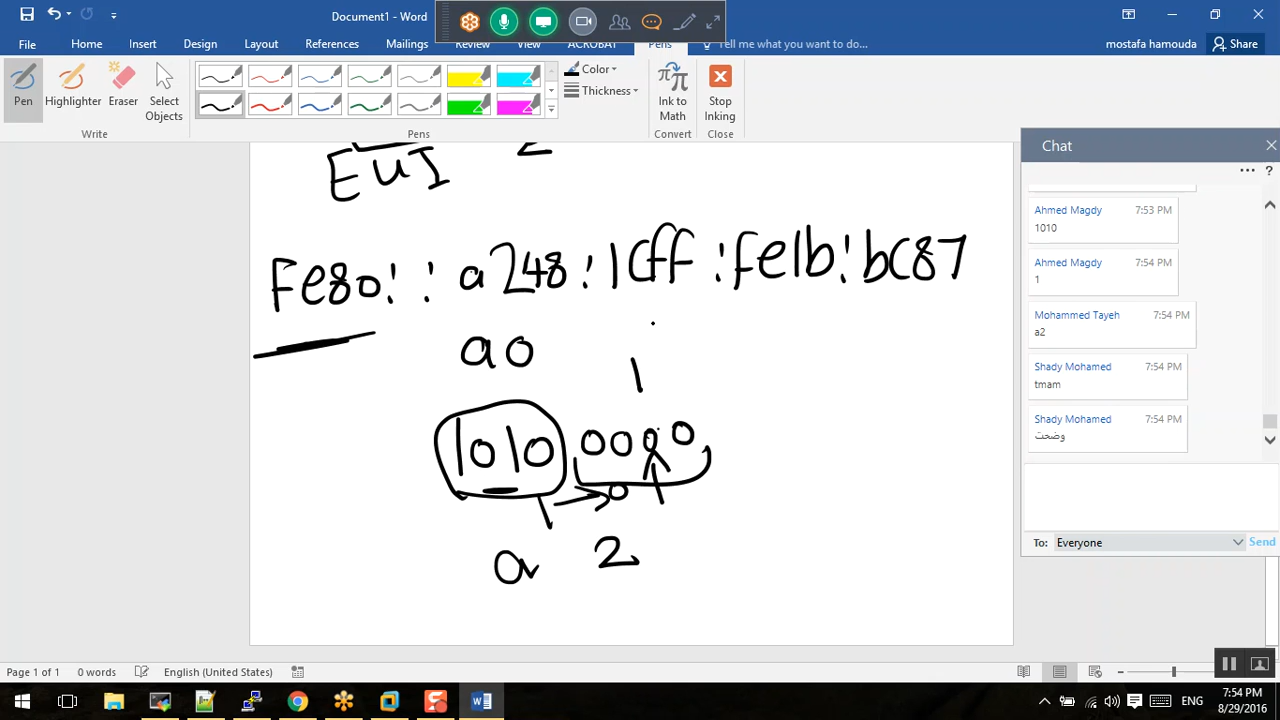 Document1 - Word
mostafa hamouda
Share
File
Home
Insert
Design
Layout
References
Mailings
Review
View
ACROBAT
Pens
Tell me what you want to do...
Pen
Highlighter
Eraser
Select Objects
Color
Thickness
Ink to Math
Stop Inking
Write
Pens
Convert
Close
EUI
2
Fe80::a248:1cff:fe1b:bc87
a0
1
1010 0000
1
0
1
a 2
Chat
Ahmed Magdy 7:53 PM
1010
Ahmed Magdy 7:54 PM
1
Mohammed Tayeh 7:54 PM
a2
Shady Mohamed 7:54 PM
tmam
Shady Mohamed 7:54 PM
وضحت
To: Everyone Send
Page 1 of 1 0 words English (United States)
ENG
7:54 PM
8/29/2016